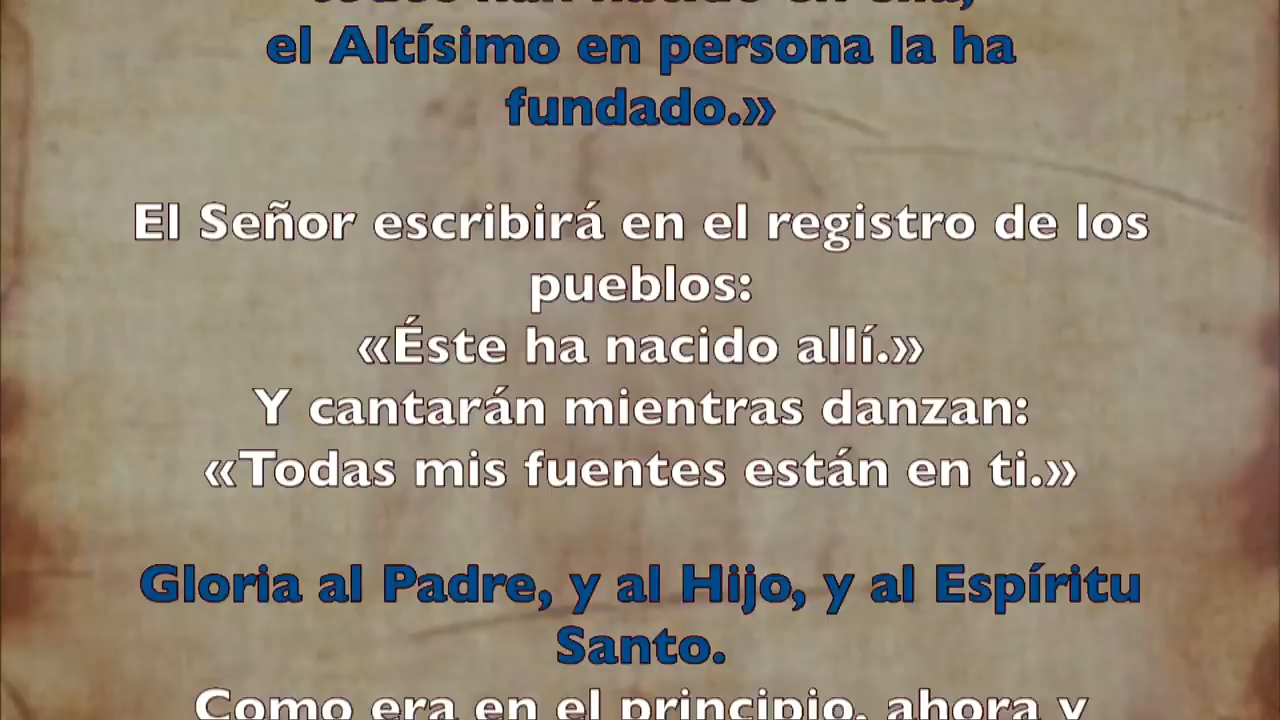 el Altísimo en persona la ha
fundado.»
El Señor escribirá en el registro de los
pueblos:
«Éste ha nacido allí.»
Y cantarán mientras danzan:
«Todas mis fuentes están en ti.»
Gloria al Padre, y al Hijo, y al Espíritu
Santo.
Como era en el principio, ahora y